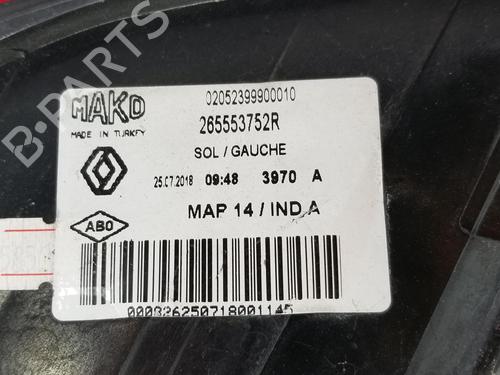 MAKO
MADE IN TURKEY
02052399900010
265553752R
SOL / GAUCHE
25.07.2018 09:48 3970 A
ABO
MAP 14 / IND A
000326250718001145
B-PARTS